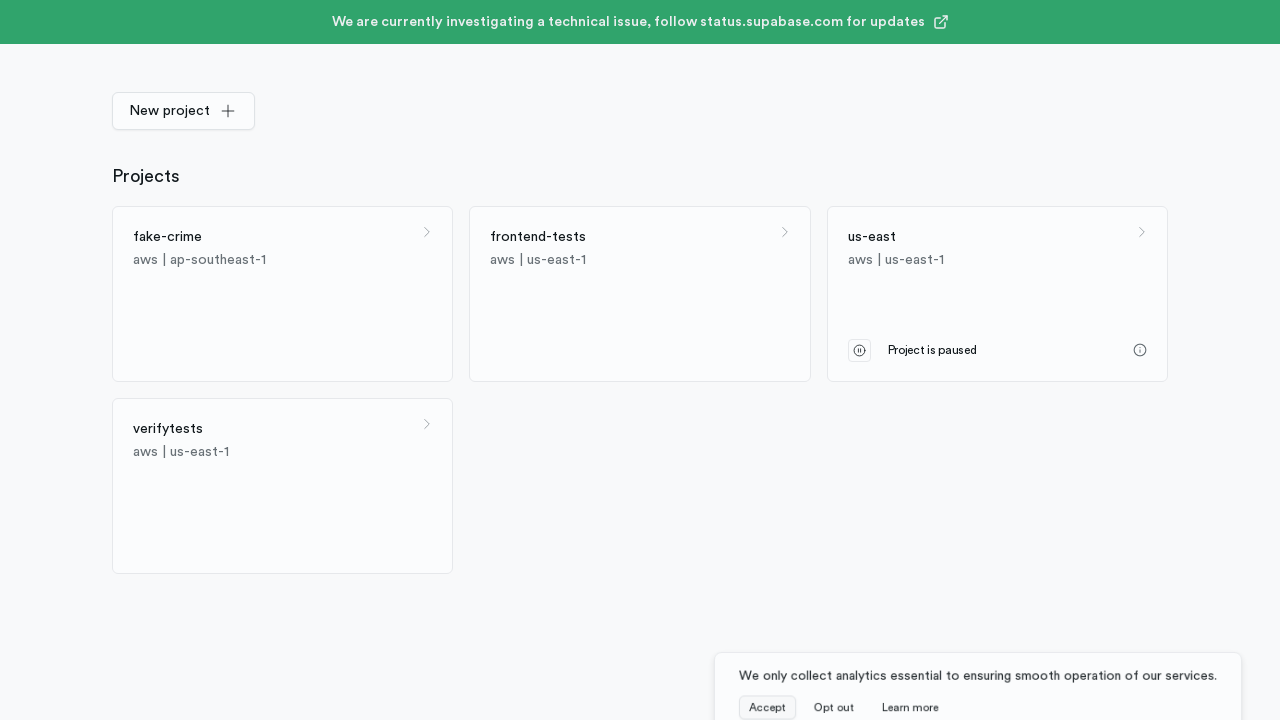 We are currently investigating a technical issue, follow status.supabase.com for updates
New project
Projects
fake-crime
aws | ap-southeast-1
frontend-tests
aws | us-east-1
us-east
aws | us-east-1
Project is paused
verifytests
aws | us-east-1
We only collect analytics essential to ensuring smooth operation of our services.
Accept
Opt out
Learn more